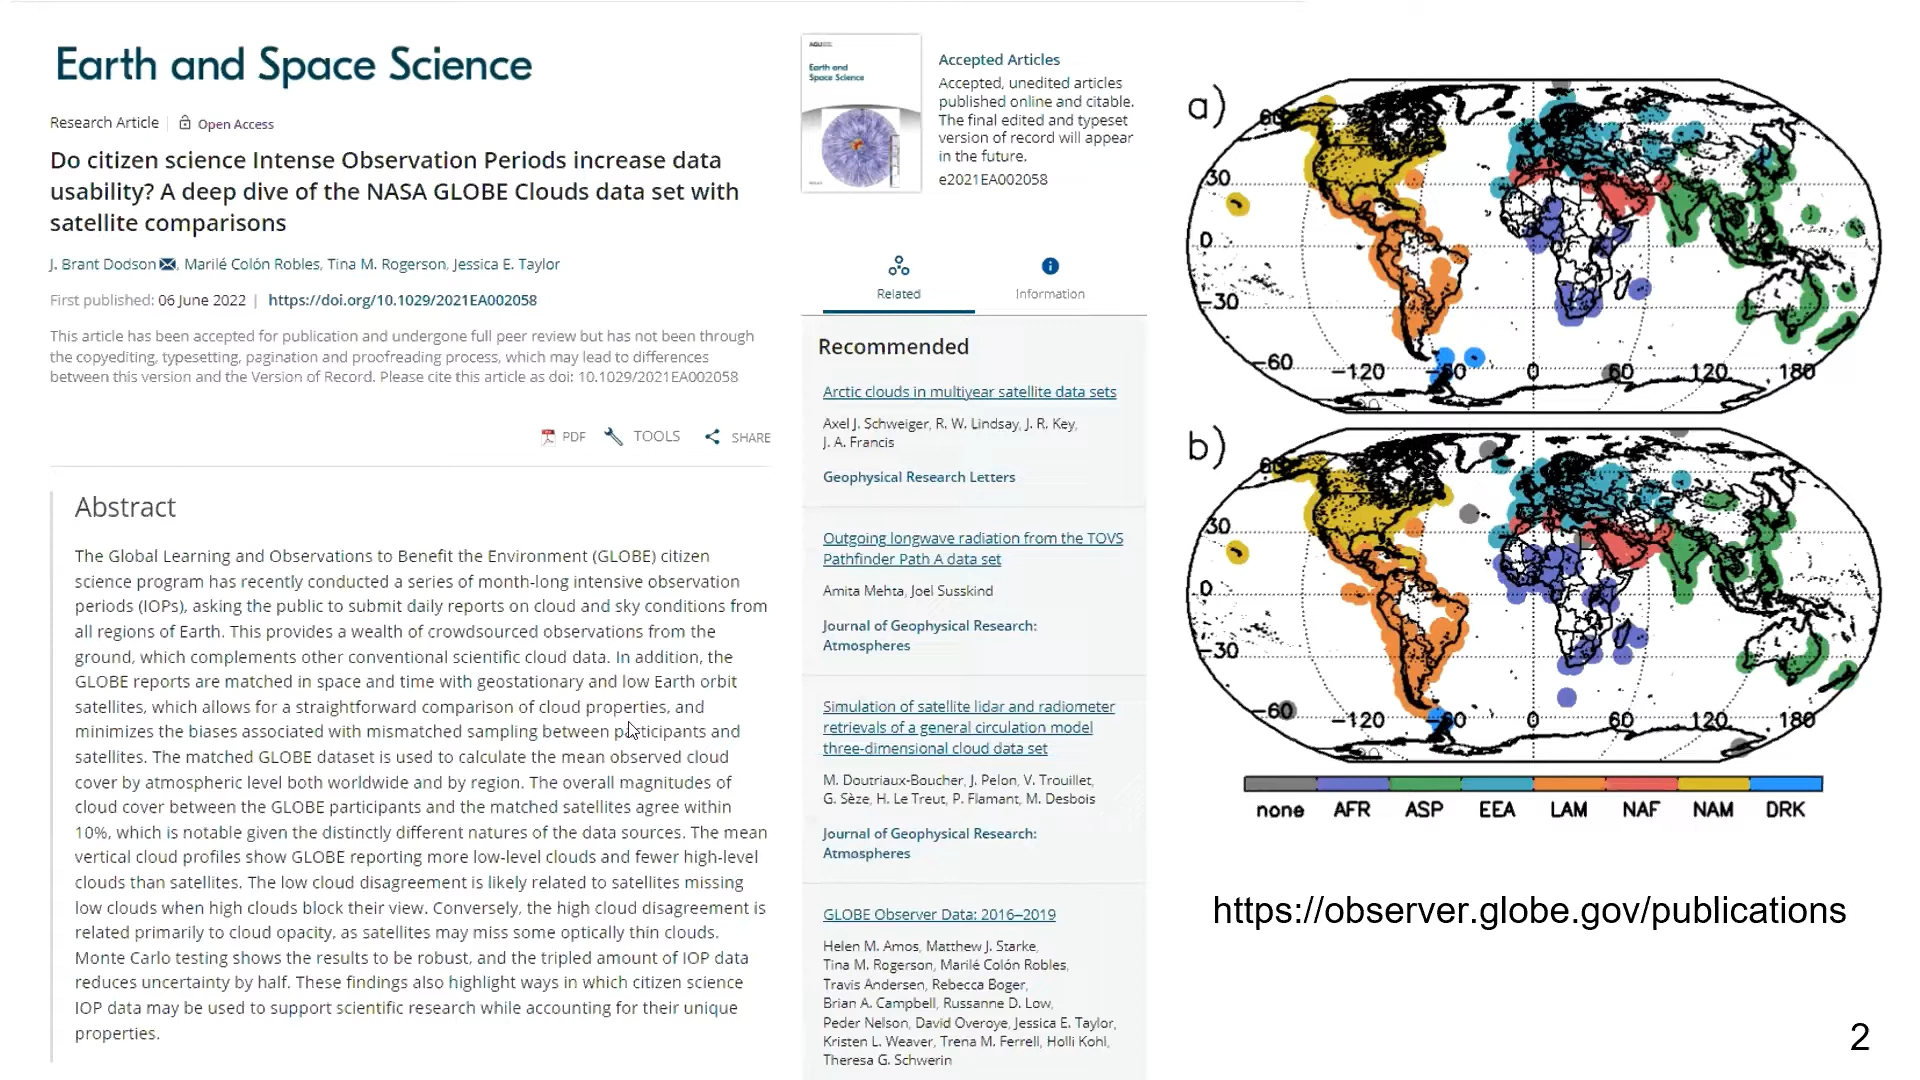 Earth and Space Science
Research Article | Open Access
Do citizen science Intense Observation Periods increase data
usability? A deep dive of the NASA GLOBE Clouds data set with
satellite comparisons
J. Brant Dodson, Marilé Colón Robles, Tina M. Rogerson, Jessica E. Taylor
First published: 06 June 2022 | https://doi.org/10.1029/2021EA002058
This article has been accepted for publication and undergone full peer review but has not been through
the copyediting, typesetting, pagination and proofreading process, which may lead to differences
between this version and the Version of Record. Please cite this article as doi: 10.1029/2021EA002058
PDF TOOLS SHARE
Abstract
The Global Learning and Observations to Benefit the Environment (GLOBE) citizen
science program has recently conducted a series of month-long intensive observation
periods (IOPs), asking the public to submit daily reports on cloud and sky conditions from
all regions of Earth. This provides a wealth of crowdsourced observations from the
ground, which complements other conventional scientific cloud data. In addition, the
GLOBE reports are matched in space and time with geostationary and low Earth orbit
satellites, which allows for a straightforward comparison of cloud properties, and
minimizes the biases associated with mismatched sampling between participants and
satellites. The matched GLOBE dataset is used to calculate the mean observed cloud
cover by atmospheric level both worldwide and by region. The overall magnitudes of
cloud cover between the GLOBE participants and the matched satellites agree within
10%, which is notable given the distinctly different natures of the data sources. The mean
vertical cloud profiles show GLOBE reporting more low-level clouds and fewer high-level
clouds than satellites. The low cloud disagreement is likely related to satellites missing
low clouds when high clouds block their view. Conversely, the high cloud disagreement is
related primarily to cloud opacity, as satellites may miss some optically thin clouds.
Monte Carlo testing shows the results to be robust, and the tripled amount of IOP data
reduces uncertainty by half. These findings also highlight ways in which citizen science
IOP data may be used to support scientific research while accounting for their unique
properties.
AGU
Earth and
Space Science
Accepted Articles
Accepted, unedited articles
published online and citable.
The final edited and typeset
version of record will appear
in the future.
e2021EA002058
Related Information
Recommended
Arctic clouds in multiyear satellite data sets
Axel J. Schweiger, R. W. Lindsay, J. R. Key,
J. A. Francis
Geophysical Research Letters
Outgoing longwave radiation from the TOVS
Pathfinder Path A data set
Amita Mehta, Joel Susskind
Journal of Geophysical Research:
Atmospheres
Simulation of satellite lidar and radiometer
retrievals of a general circulation model
three-dimensional cloud data set
M. Doutriaux-Boucher, J. Pelon, V. Trouillet,
G. Sèze, H. Le Treut, P. Flamant, M. Desbois
Journal of Geophysical Research:
Atmospheres
GLOBE Observer Data: 2016–2019
Helen M. Amos, Matthew J. Starke,
Tina M. Rogerson, Marilé Colón Robles,
Travis Andersen, Rebecca Boger,
Brian A. Campbell, Russanne D. Low,
Peder Nelson, David Overoye, Jessica E. Taylor,
Kristen L. Weaver, Trena M. Ferrell, Holli Kohl,
Theresa G. Schwerin
a)
60
30
0
-30
-60
-120 -60 0 60 120 180
b)
60
30
0
-30
-60
-120 -60 0 60 120 180
none AFR ASP EEA LAM NAF NAM DRK
https://observer.globe.gov/publications
2